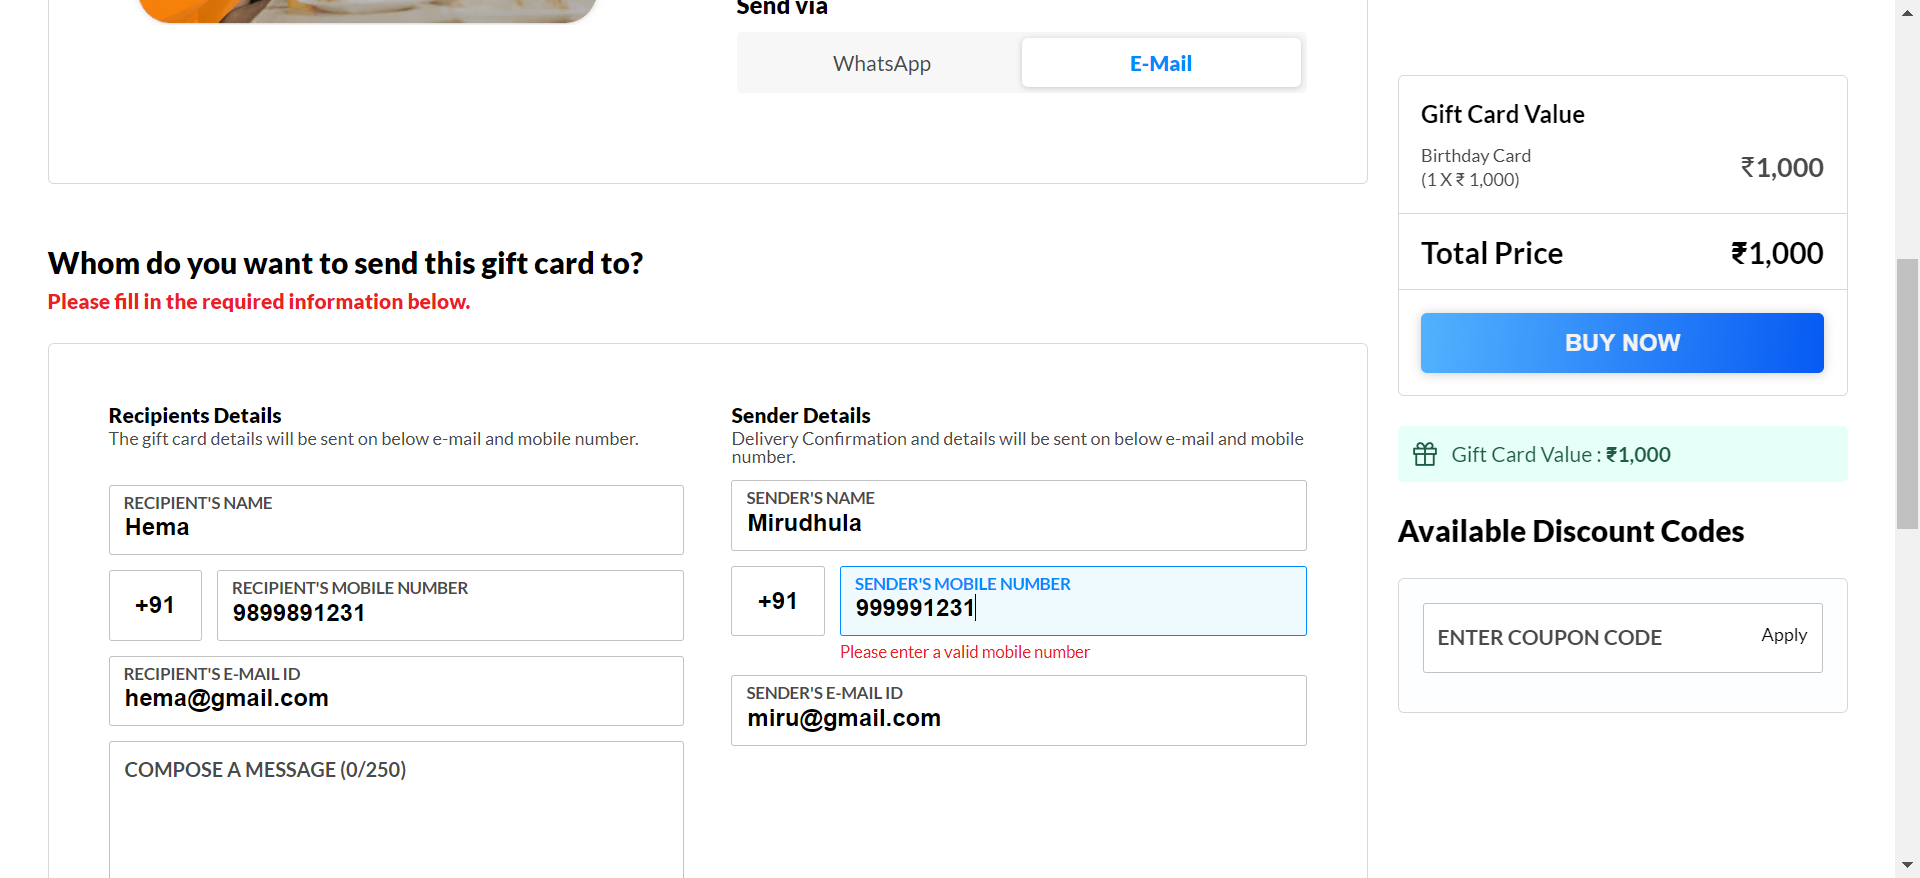 Send via
WhatsApp
E-Mail
Whom do you want to send this gift card to?
Please fill in the required information below.
Recipients Details
The gift card details will be sent on below e-mail and mobile number.
RECIPIENT'S NAME
Hema
+91
RECIPIENT'S MOBILE NUMBER
9899891231
RECIPIENT'S E-MAIL ID
hema@gmail.com
COMPOSE A MESSAGE (0/250)
Sender Details
Delivery Confirmation and details will be sent on below e-mail and mobile
number.
SENDER'S NAME
Mirudhula
+91
SENDER'S MOBILE NUMBER
999991231
Please enter a valid mobile number
SENDER'S E-MAIL ID
miru@gmail.com
Gift Card Value
Birthday Card
(1 X ₹ 1,000)
₹1,000
Total Price
₹1,000
BUY NOW
Gift Card Value : ₹1,000
Available Discount Codes
ENTER COUPON CODE
Apply